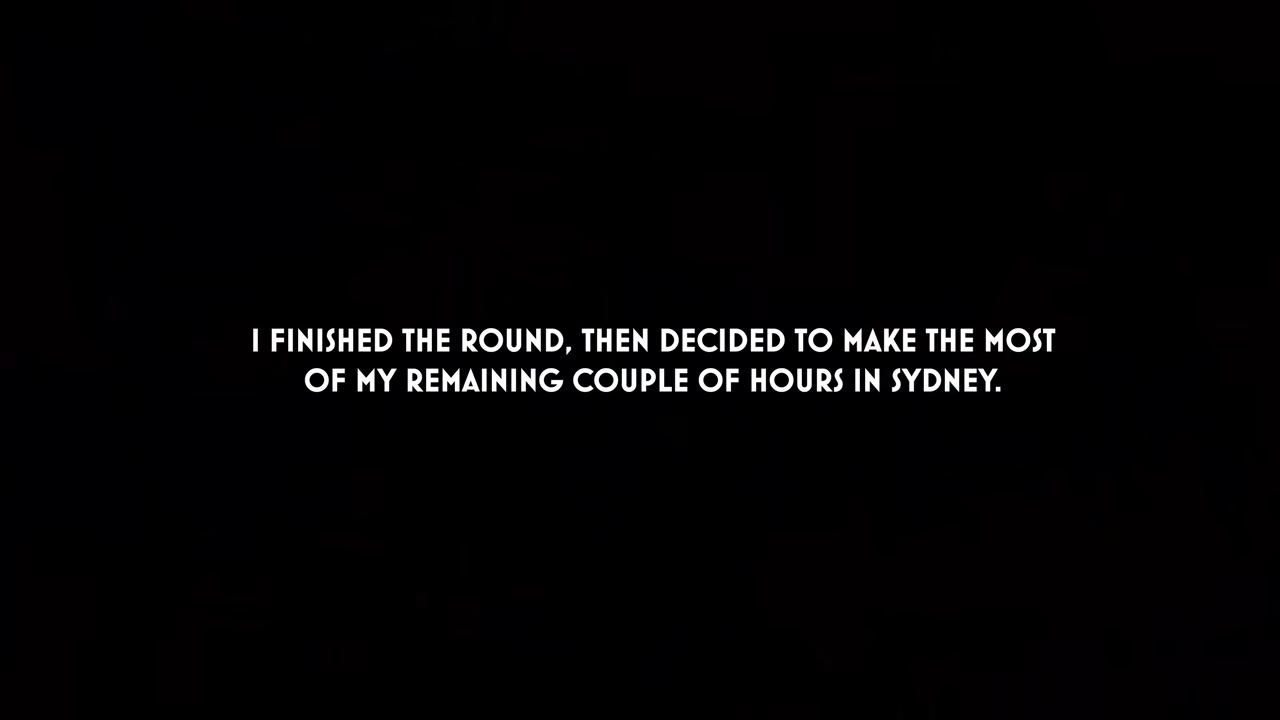 I FINISHED THE ROUND, THEN DECIDED TO MAKE THE MOST
OF MY REMAINING COUPLE OF HOURS IN SYDNEY.